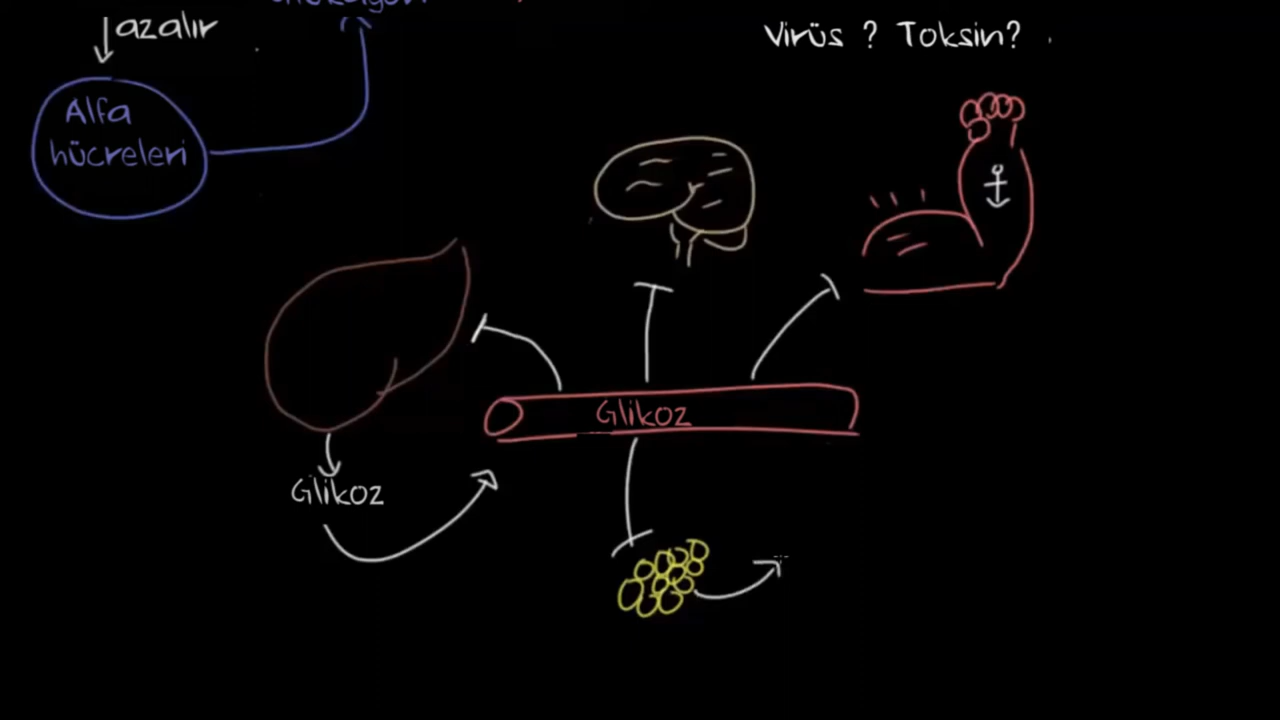 azalır
Virüs ? Toksin?
Alfa
hücreleri
Glikoz
Glikoz